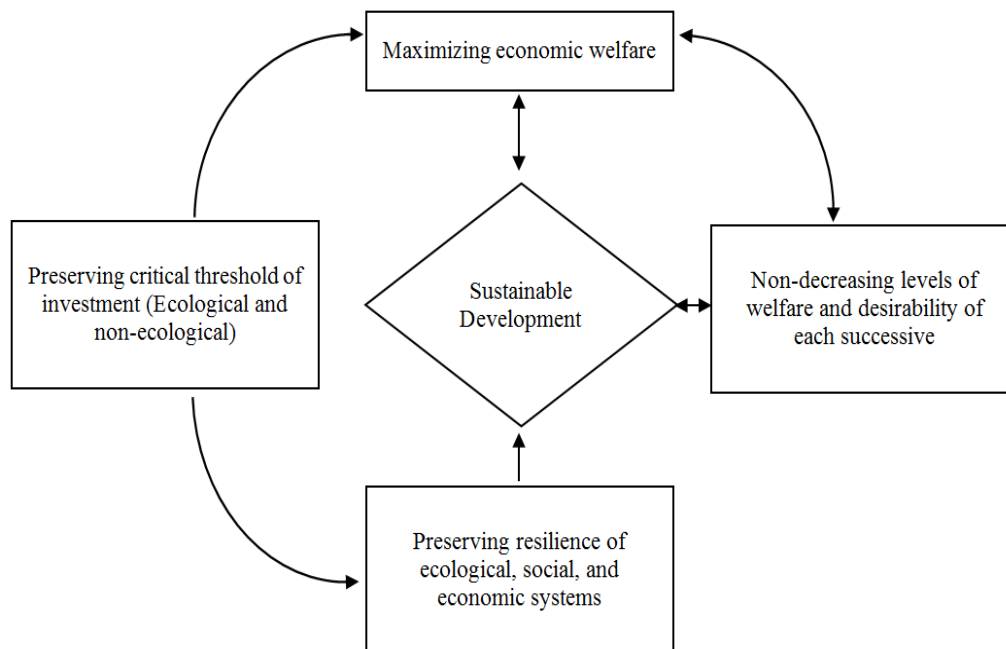 Maximizing economic welfare
Preserving critical threshold of
investment (Ecological and
non-ecological)
Sustainable
Development
Non-decreasing levels of
welfare and desirability of
each successive
Preserving resilience of
ecological, social, and
economic systems